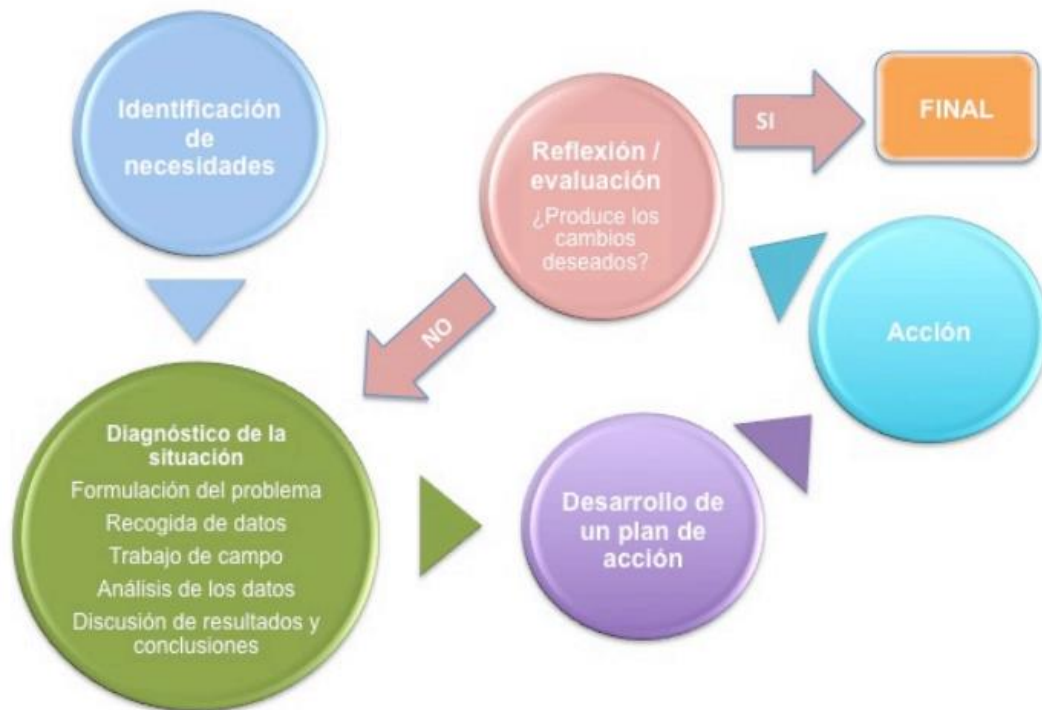 Identificación
de
necesidades
Reflexión /
evaluación
¿Produce los
cambios
deseados?
SI
FINAL
NO
Acción
Diagnóstico de la
situación
Formulación del problema
Recogida de datos
Trabajo de campo
Análisis de los datos
Discusión de resultados y
conclusiones
Desarrollo de
un plan de
acción